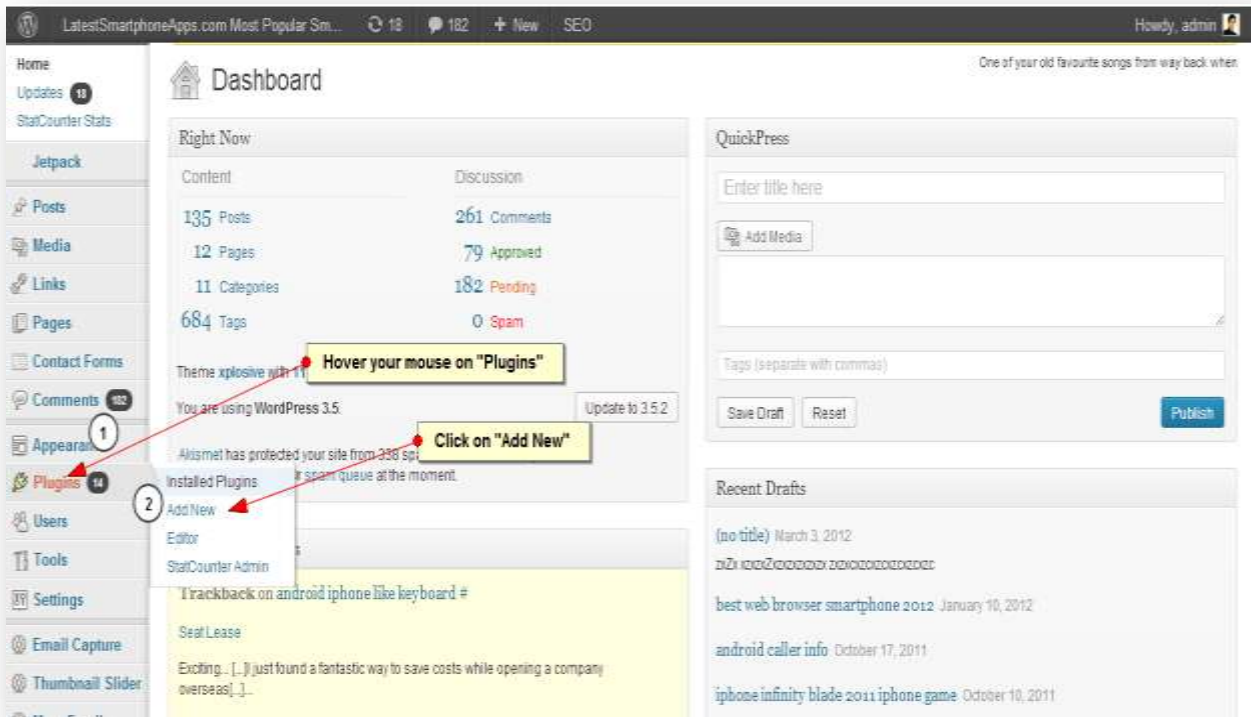 LatestSmartphoneApps.com Most Popular Sm... 18 182 + New SEO
Howdy, admin
Home
Updates 18
StatCounter Stats
Jetpack
Posts
Media
Links
Pages
Contact Forms
Comments 182
1
Appearan
Plugins 14
Users
Tools
Settings
Email Capture
Thumbnail Slider
Installed Plugins
2
Add New
Editor
StatCounter Admin
One of your old favourite songs from way back when
Dashboard
Right Now
Content
Discussion
135 Posts
261 Comments
12 Pages
79 Approved
11 Categories
182 Pending
684 Tags
0 Spam
Hover your mouse on "Plugins"
Theme xplosive with 11
You are using WordPress 3.5.
Update to 3.5.2
Click on "Add New"
Akismet has protected your site from 338
spam queue at the moment.
Trackback on android iphone like keyboard #
Seat Lease
Exciting... [...]I just found a fantastic way to save costs while opening a company
overseas[...]...
QuickPress
Enter title here
Add Media
Tags (separate with commas)
Save Draft
Reset
Publish
Recent Drafts
(no title) March 3, 2012
best web browser smartphone 2012 January 10, 2012
android caller info October 17, 2011
iphone infinity blade 2011 iphone game October 10, 2011